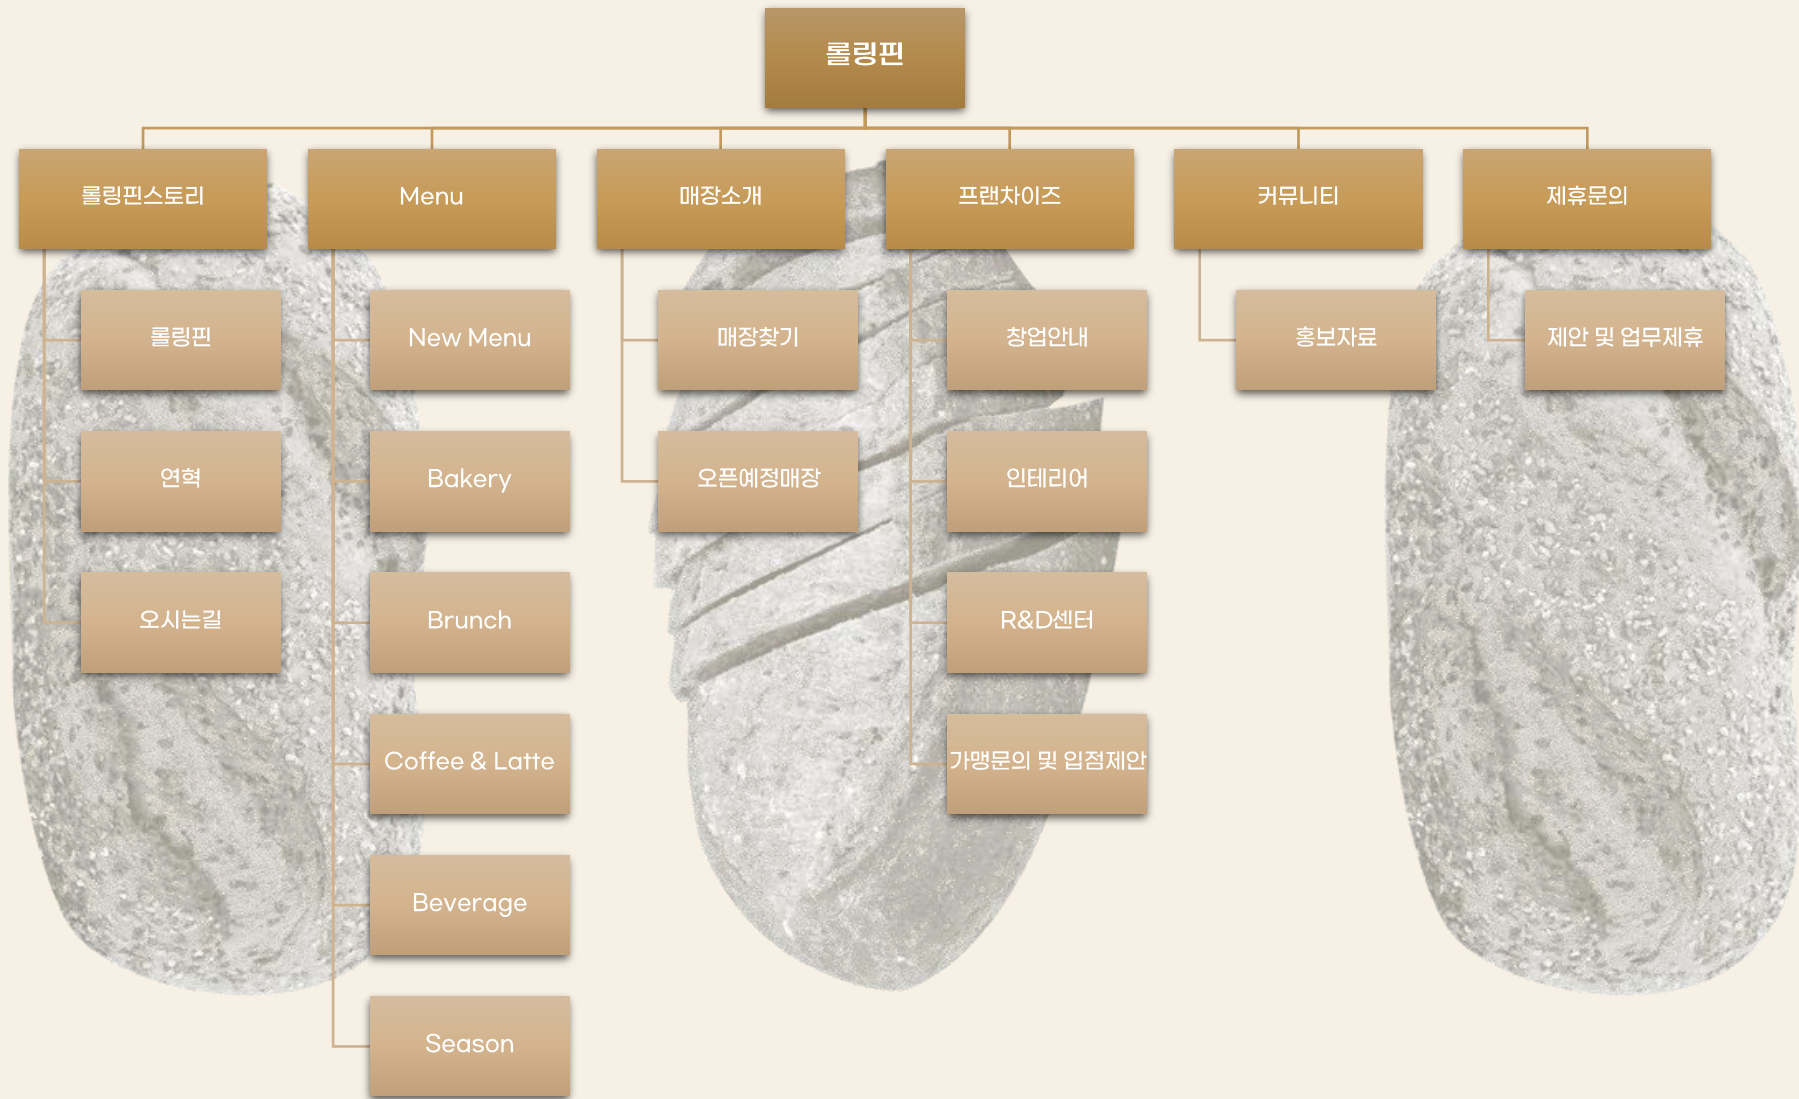 롤링핀
롤링핀스토리
Menu
매장소개
프랜차이즈
커뮤니티
제휴문의
롤링핀
New Menu
매장찾기
창업안내
홍보자료
제안 및 업무제휴
연혁
Bakery
오픈예정매장
인테리어
오시는길
Brunch
R&D센터
Coffee & Latte
가맹문의 및 입점제안
Beverage
Season